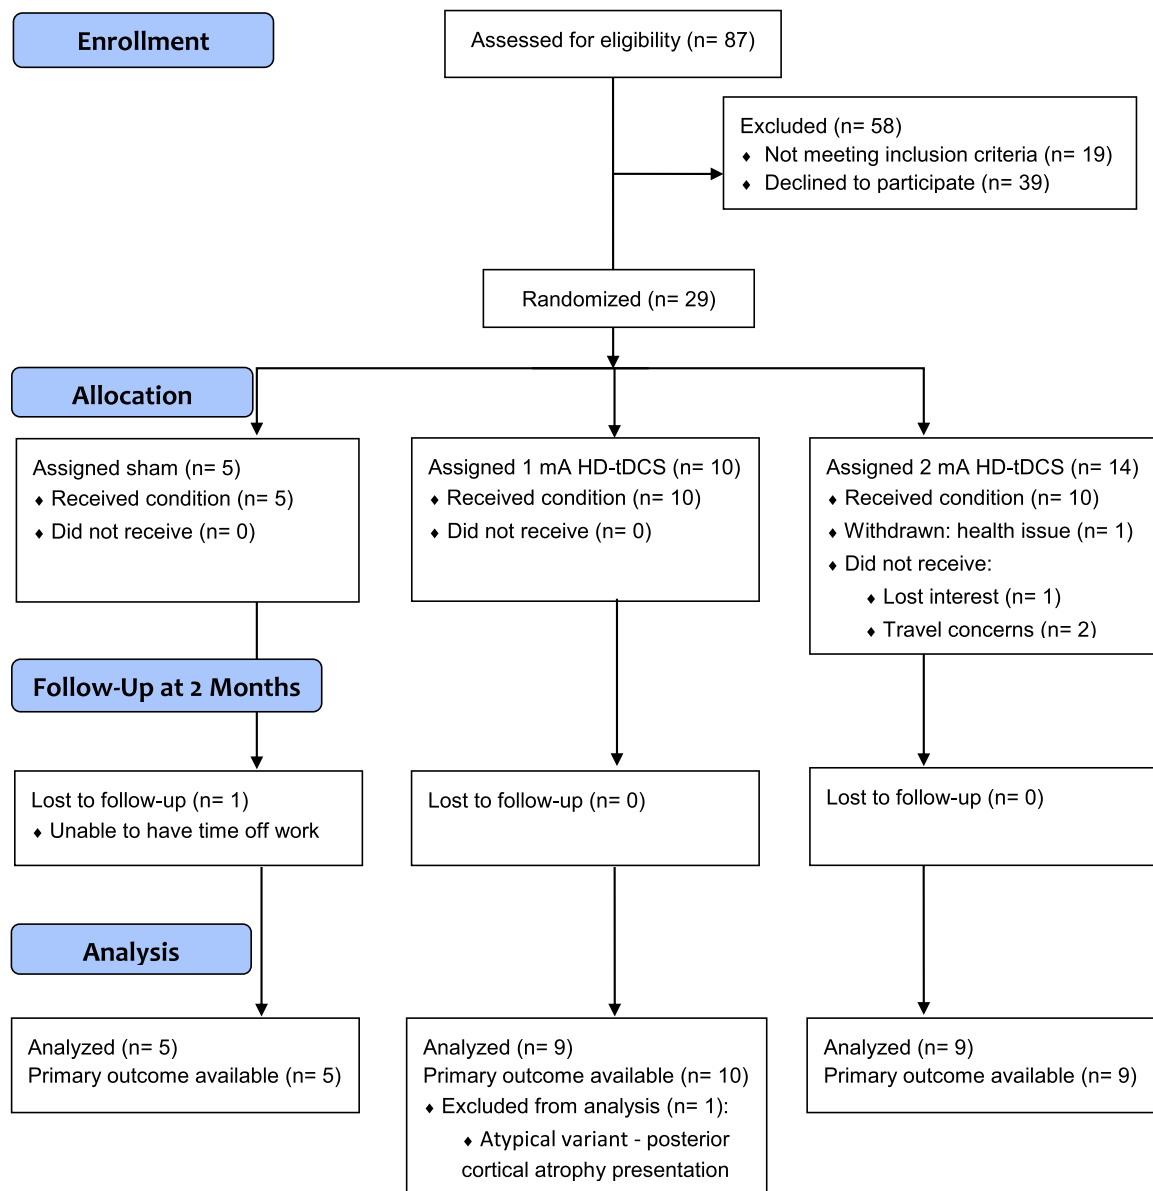 Enrollment
Assessed for eligibility (n= 87)
Excluded (n= 58)
♦ Not meeting inclusion criteria (n= 19)
♦ Declined to participate (n= 39)
Randomized (n= 29)
Allocation
Assigned sham (n= 5)
♦ Received condition (n= 5)
♦ Did not receive (n= 0)
Assigned 1 mA HD-tDCS (n= 10)
♦ Received condition (n= 10)
♦ Did not receive (n= 0)
Assigned 2 mA HD-tDCS (n= 14)
♦ Received condition (n= 10)
♦ Withdrawn: health issue (n= 1)
♦ Did not receive:
♦ Lost interest (n= 1)
♦ Travel concerns (n= 2)
Follow-Up at 2 Months
Lost to follow-up (n= 1)
♦ Unable to have time off work
Lost to follow-up (n= 0)
Lost to follow-up (n= 0)
Analysis
Analyzed (n= 5)
Primary outcome available (n= 5)
Analyzed (n= 9)
Primary outcome available (n= 10)
♦ Excluded from analysis (n= 1):
♦ Atypical variant - posterior
cortical atrophy presentation
Analyzed (n= 9)
Primary outcome available (n= 9)